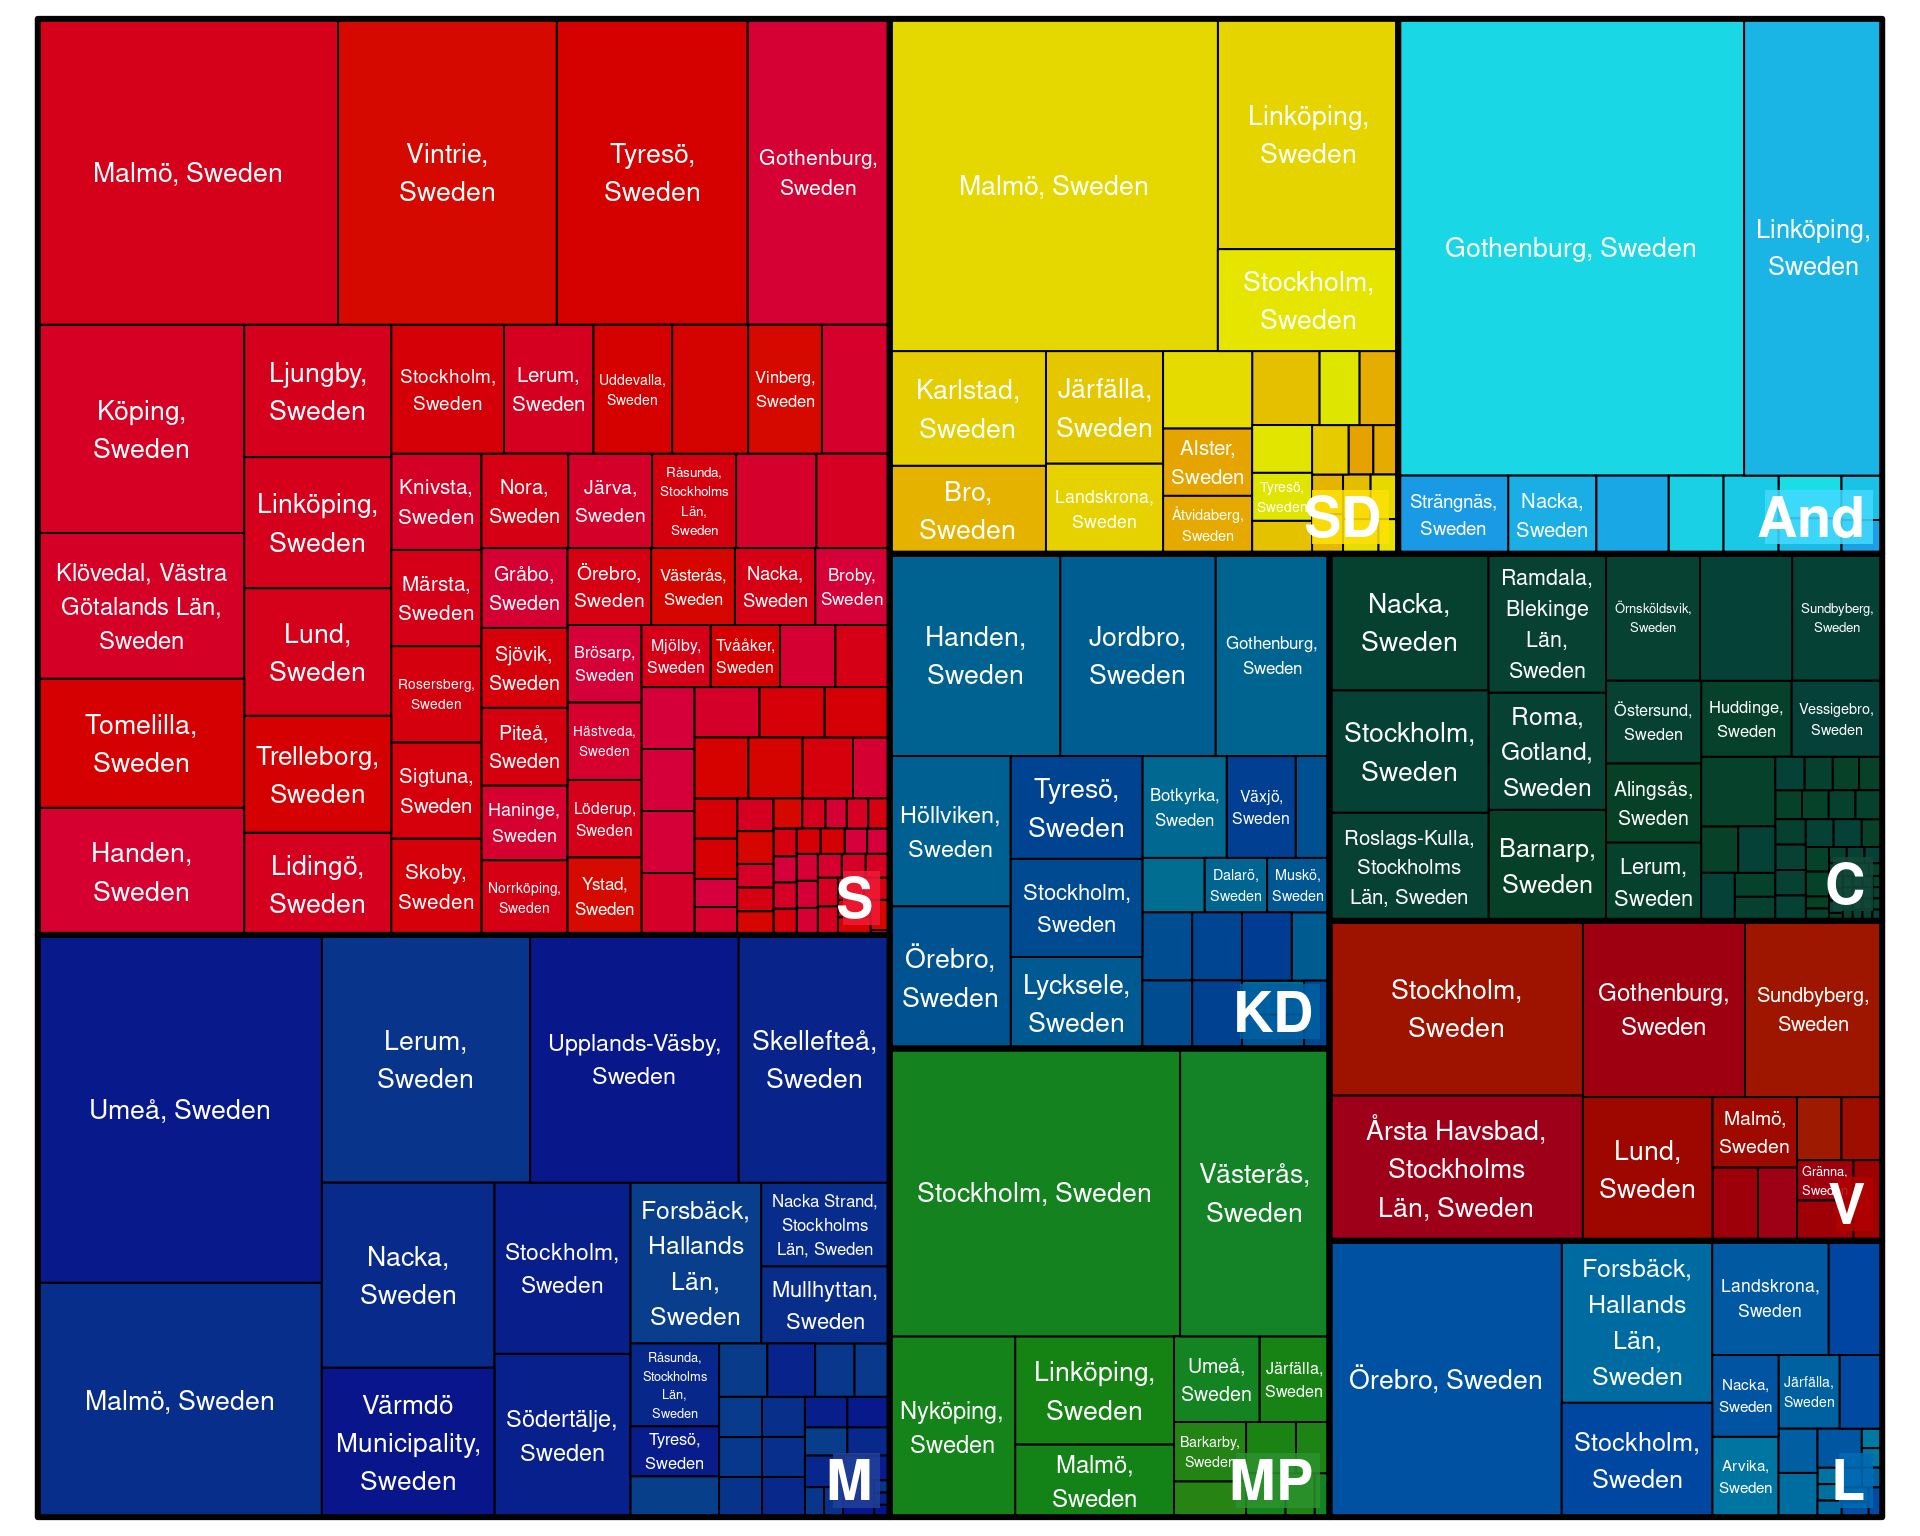 Malmö, Sweden
Vintrie,
Sweden
Tyresö,
Sweden
Gothenburg,
Sweden
Köping,
Sweden
Klövedal, Västra
Götalands Län,
Sweden
Tomelilla,
Sweden
Handen,
Sweden
Ljungby,
Sweden
Linköping,
Sweden
Lund,
Sweden
Trelleborg,
Sweden
Lidingö,
Sweden
Stockholm,
Sweden
Lerum,
Sweden
Uddevalla,
Sweden
Vinberg,
Sweden
Knivsta,
Sweden
Märsta,
Sweden
Rosersberg,
Sweden
Sigtuna,
Sweden
Skoby,
Sweden
Nora,
Sweden
Järva,
Sweden
Råsunda,
Stockholms
Län,
Sweden
Gråbo,
Sweden
Sjövik,
Sweden
Piteå,
Sweden
Haninge,
Sweden
Norrköping,
Sweden
Örebro,
Sweden
Västerås,
Sweden
Nacka,
Sweden
Broby,
Sweden
Brösarp,
Sweden
Hästveda,
Sweden
Löderup,
Sweden
Ystad,
Sweden
Mjölby,
Sweden
Tvååker,
Sweden
S
Malmö, Sweden
Linköping,
Sweden
Stockholm,
Sweden
Karlstad,
Sweden
Bro,
Sweden
Järfälla,
Sweden
Landskrona,
Sweden
Alster,
Sweden
Åtvidaberg,
Sweden
Tyresö,
Sweden
SD
Gothenburg, Sweden
Linköping,
Sweden
Strängnäs,
Sweden
Nacka,
Sweden
And
Handen,
Sweden
Jordbro,
Sweden
Gothenburg,
Sweden
Höllviken,
Sweden
Örebro,
Sweden
Tyresö,
Sweden
Stockholm,
Sweden
Lycksele,
Sweden
Botkyrka,
Sweden
Växjö,
Sweden
Dalarö,
Sweden
Muskö,
Sweden
KD
Nacka,
Sweden
Stockholm,
Sweden
Roslags-Kulla,
Stockholms
Län, Sweden
Ramdala,
Blekinge
Län,
Sweden
Roma,
Gotland,
Sweden
Barnarp,
Sweden
Örnsköldsvik,
Sweden
Sundbyberg,
Sweden
Östersund,
Sweden
Huddinge,
Sweden
Vessigebro,
Sweden
Alingsås,
Sweden
Lerum,
Sweden
C
Umeå, Sweden
Malmö, Sweden
Lerum,
Sweden
Upplands-Väsby,
Sweden
Skellefteå,
Sweden
Nacka,
Sweden
Värmdö
Municipality,
Sweden
Stockholm,
Sweden
Södertälje,
Sweden
Forsbäck,
Hallands
Län,
Sweden
Nacka Strand,
Stockholms
Län, Sweden
Mullhyttan,
Sweden
Råsunda,
Stockholms
Län,
Sweden
Tyresö,
Sweden
M
Stockholm, Sweden
Västerås,
Sweden
Nyköping,
Sweden
Linköping,
Sweden
Malmö,
Sweden
Umeå,
Sweden
Järfälla,
Sweden
Barkarby,
Sweden
MP
Stockholm,
Sweden
Gothenburg,
Sweden
Sundbyberg,
Sweden
Årsta Havsbad,
Stockholms
Län, Sweden
Lund,
Sweden
Malmö,
Sweden
Gränna,
Sweden
V
Örebro, Sweden
Forsbäck,
Hallands
Län,
Sweden
Stockholm,
Sweden
Landskrona,
Sweden
Nacka,
Sweden
Järfälla,
Sweden
Arvika,
Sweden
L